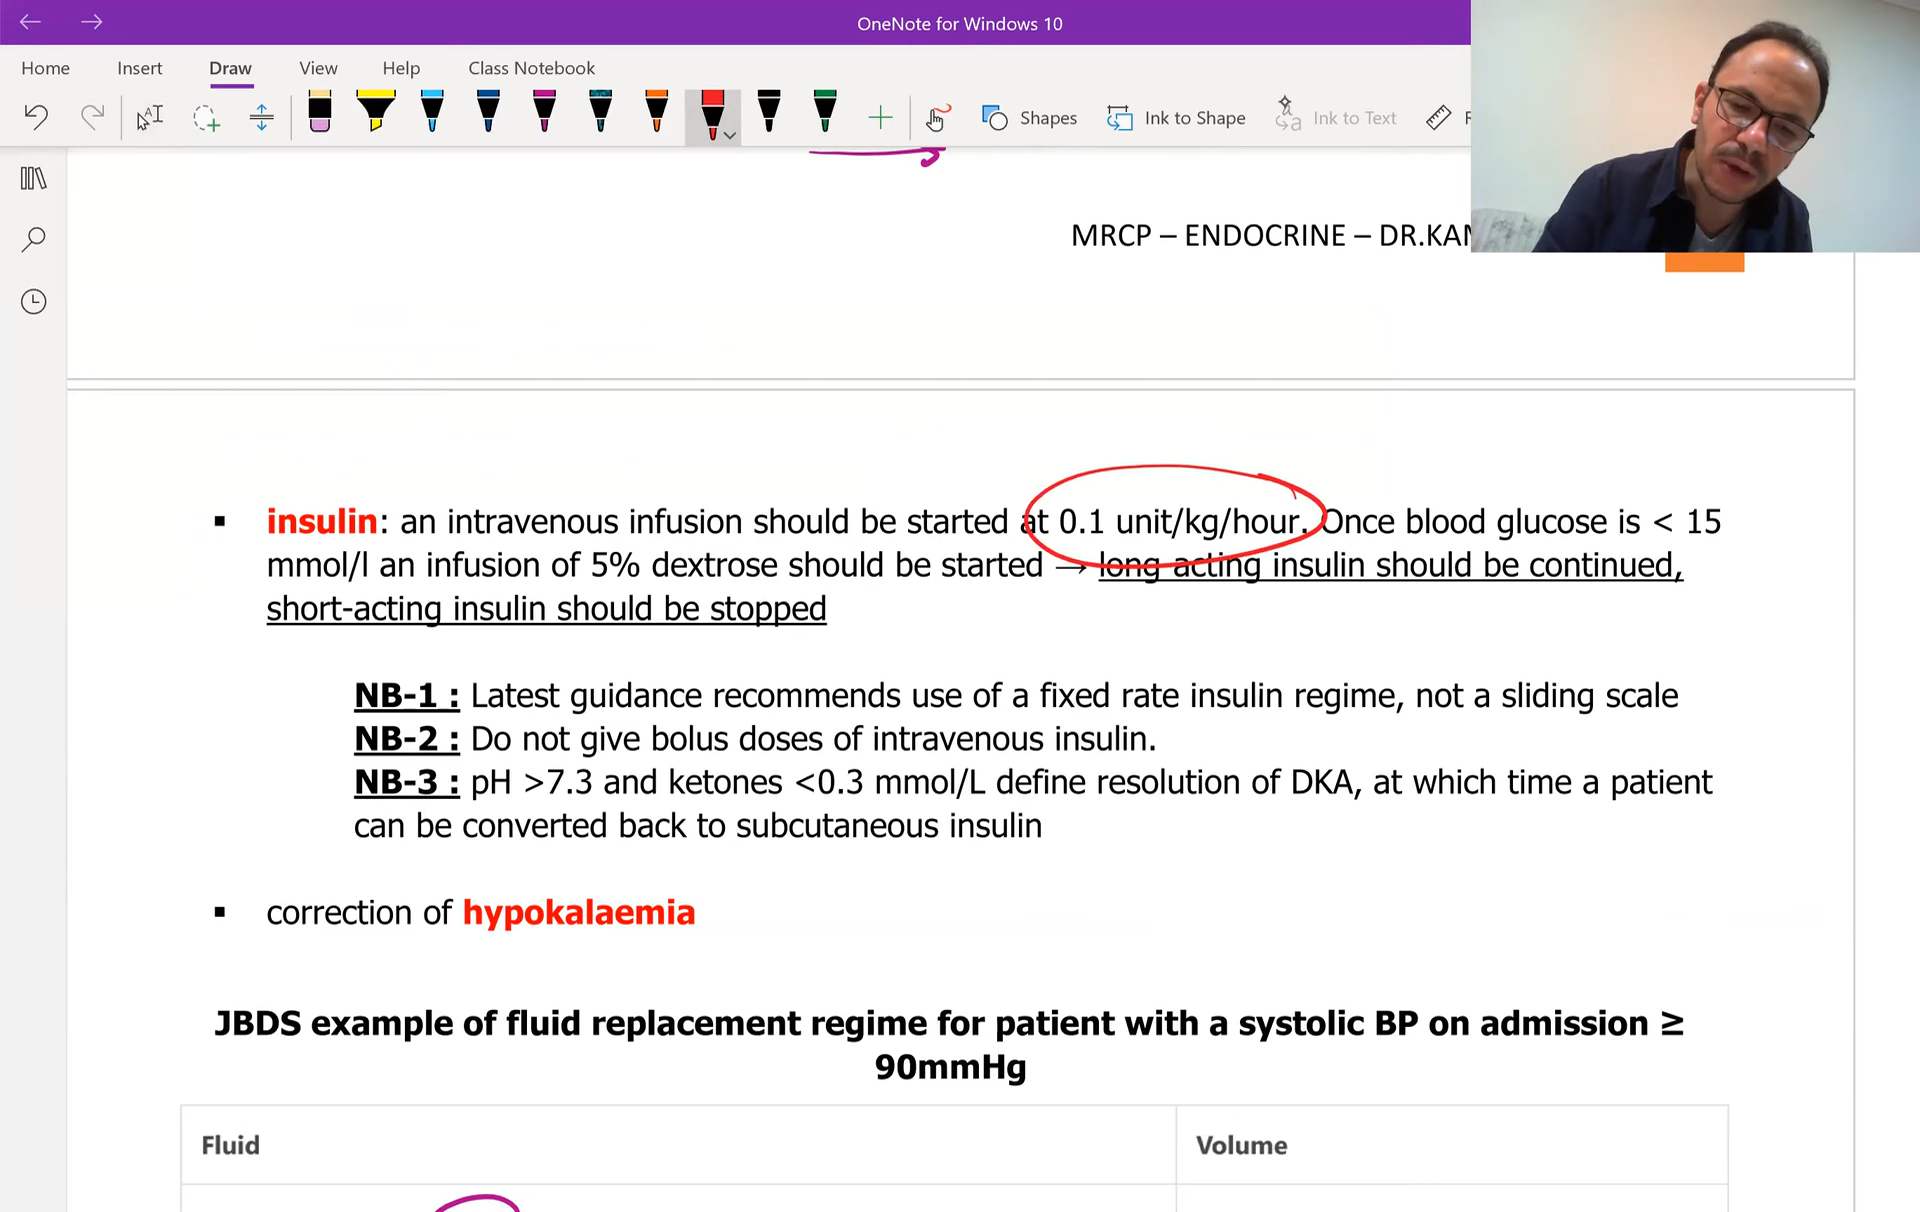 OneNote for Windows 10
Home Insert Draw View Help Class Notebook
Shapes Ink to Shape Ink to Text
MRCP – ENDOCRINE –
▪ insulin: an intravenous infusion should be started at 0.1 unit/kg/hour. Once blood glucose is < 15
mmol/l an infusion of 5% dextrose should be started → long acting insulin should be continued,
short-acting insulin should be stopped
NB-1 : Latest guidance recommends use of a fixed rate insulin regime, not a sliding scale
NB-2 : Do not give bolus doses of intravenous insulin.
NB-3 : pH >7.3 and ketones <0.3 mmol/L define resolution of DKA, at which time a patient
can be converted back to subcutaneous insulin
▪ correction of hypokalaemia
JBDS example of fluid replacement regime for patient with a systolic BP on admission ≥
90mmHg
Fluid Volume